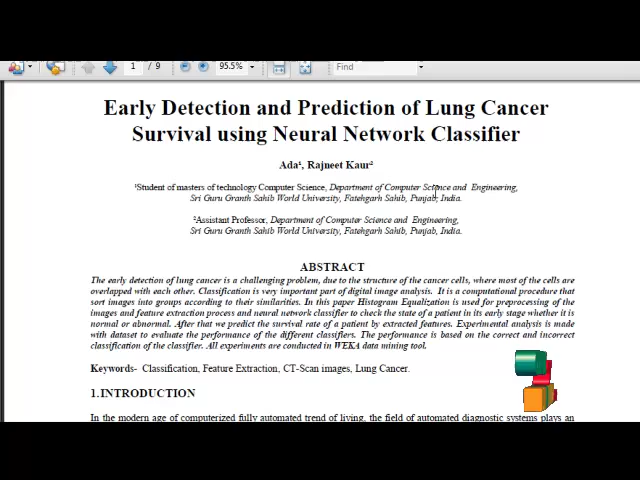 1 / 9 95.5% Find
Early Detection and Prediction of Lung Cancer
Survival using Neural Network Classifier
Ada¹, Rajneet Kaur²
¹Student of masters of technology Computer Science, Department of Computer Science and Engineering,
Sri Guru Granth Sahib World University, Fatehgarh Sahib, Punjab, India.
²Assistant Professor, Department of Computer Science and Engineering,
Sri Guru Granth Sahib World University, Fatehgarh Sahib, Punjab, India.
ABSTRACT
The early detection of lung cancer is a challenging problem, due to the structure of the cancer cells, where most of the cells are
overlapped with each other. Classification is very important part of digital image analysis. It is a computational procedure that
sort images into groups according to their similarities. In this paper Histogram Equalization is used for preprocessing of the
images and feature extraction process and neural network classifier to check the state of a patient in its early stage whether it is
normal or abnormal. After that we predict the survival rate of a patient by extracted features. Experimental analysis is made
with dataset to evaluate the performance of the different classifiers. The performance is based on the correct and incorrect
classification of the classifier. All experiments are conducted in WEKA data mining tool.
Keywords- Classification, Feature Extraction, CT-Scan images, Lung Cancer.
1.INTRODUCTION
In the modern age of computerized fully automated trend of living, the field of automated diagnostic systems plays an